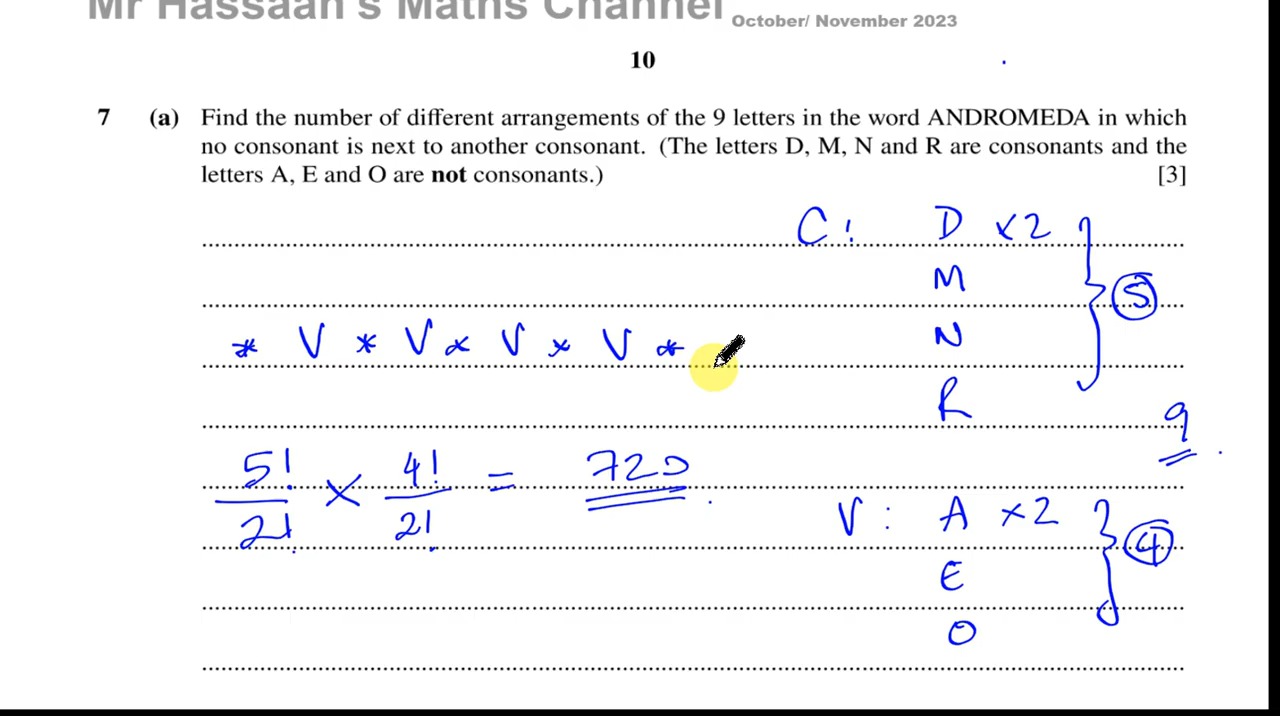 Mr Hassaan's Maths Channel
October/ November 2023
10
7 (a) Find the number of different arrangements of the 9 letters in the word ANDROMEDA in which
no consonant is next to another consonant. (The letters D, M, N and R are consonants and the
letters A, E and O are not consonants.) [3]
C: D ×2
M
5
* V * V * V * V *
N
R
9
5!/2! × 4!/2! = 720
V: A ×2
4
E
O